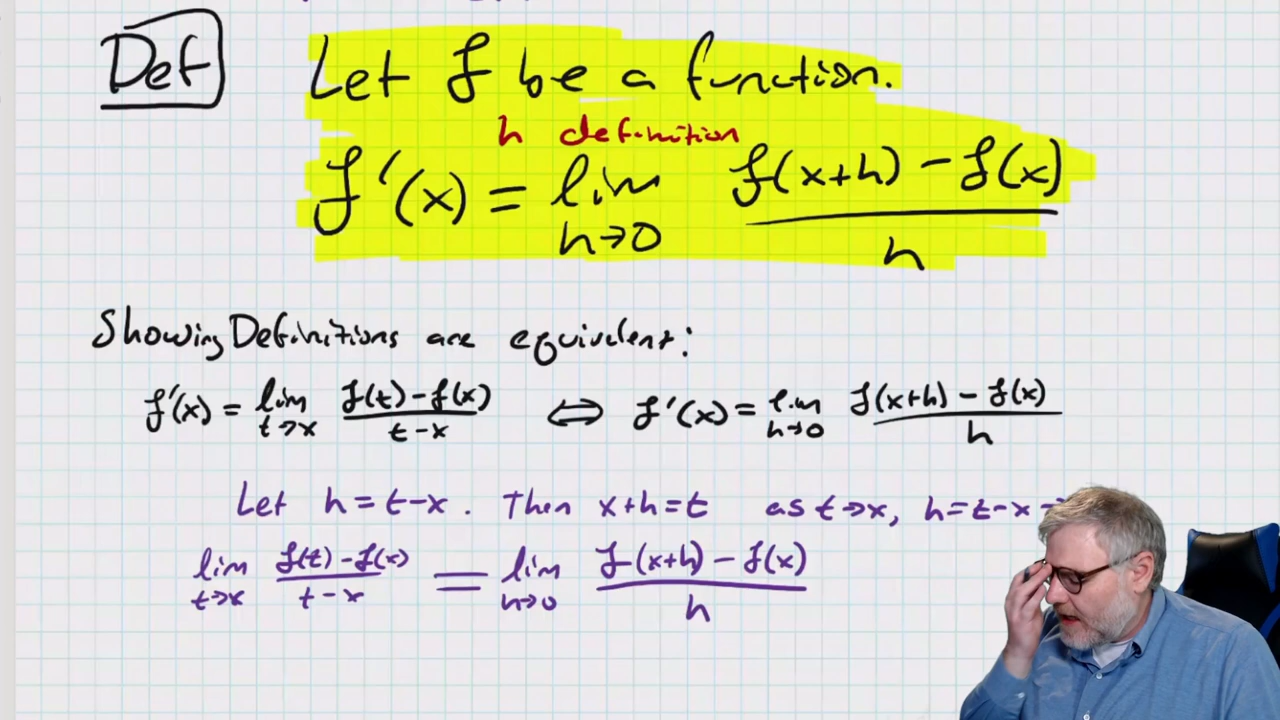 Def Let f be a function.
h definition
f'(x) = lim h→0 f(x+h) - f(x) / h
Showing Definitions are equivalent:
f'(x) = lim t→x f(t) - f(x) / t - x ⇔ f'(x) = lim h→0 f(x+h) - f(x) / h
Let h = t-x. Then x+h=t as t→x, h=t-x
lim t→x f(t) - f(x) / t - x = lim h→0 f(x+h) - f(x) / h